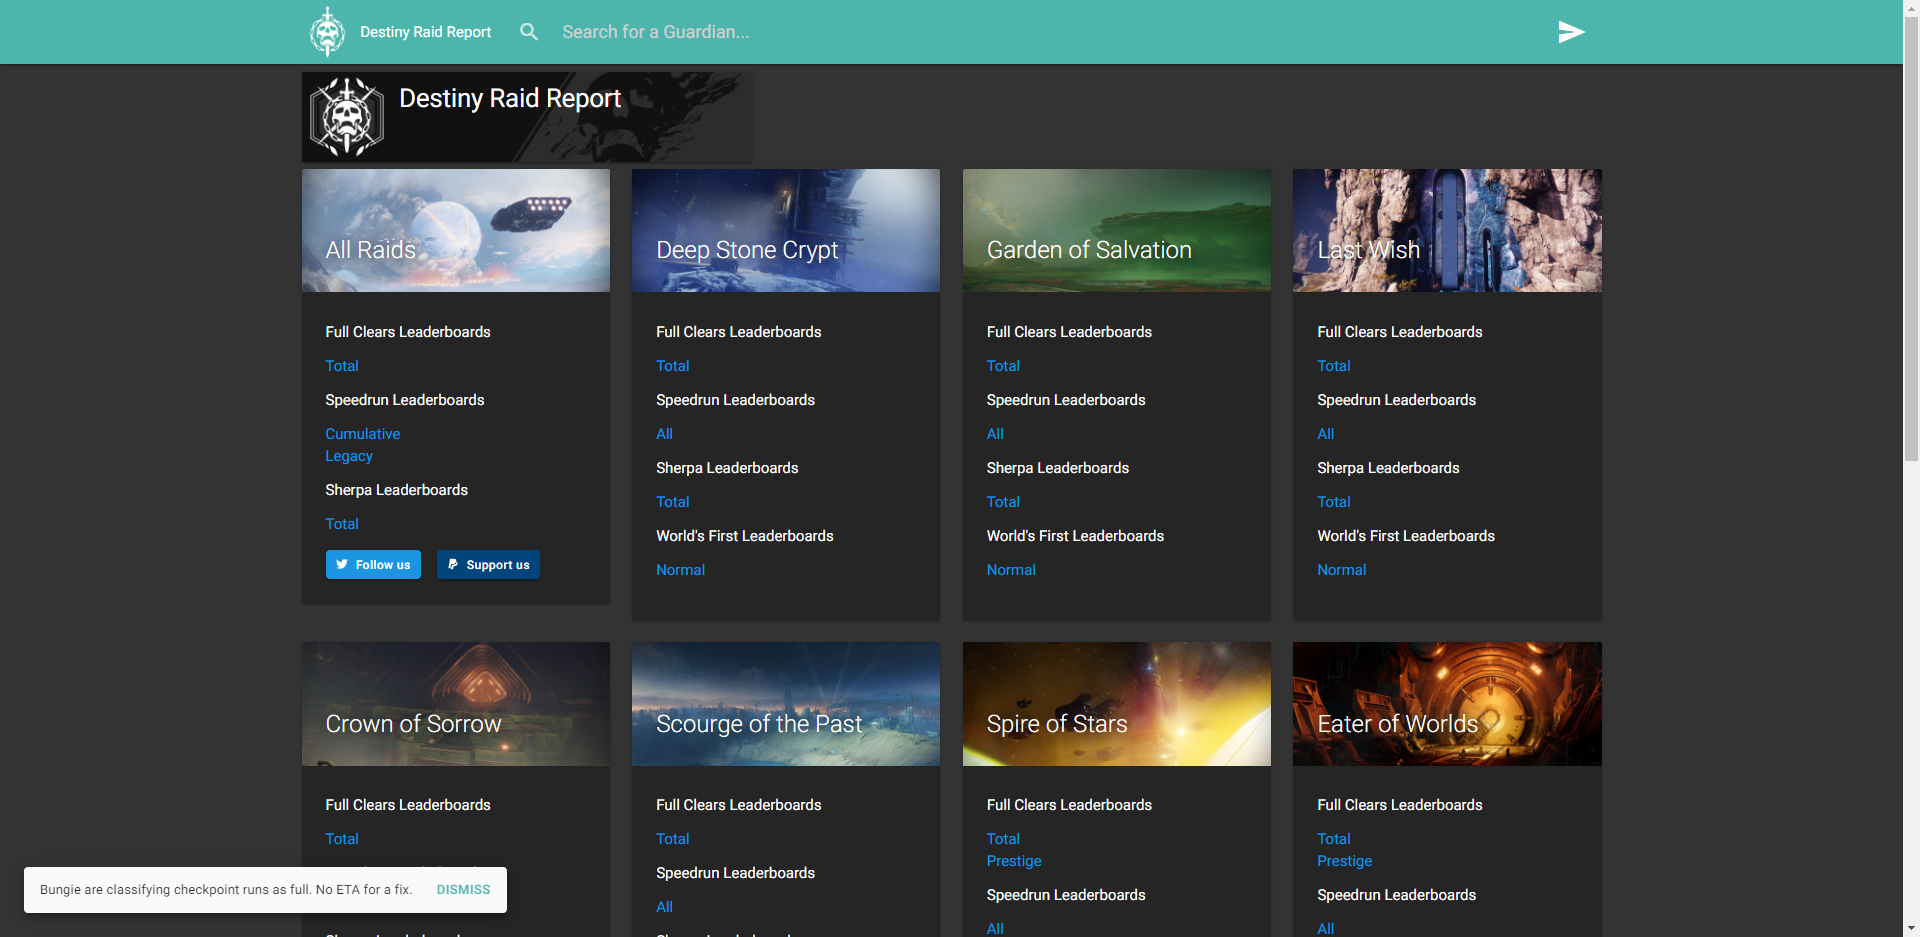 Destiny Raid Report
Search for a Guardian...
Destiny Raid Report
All Raids
Full Clears Leaderboards
Total
Speedrun Leaderboards
Cumulative
Legacy
Sherpa Leaderboards
Total
Follow us
Support us
Deep Stone Crypt
Full Clears Leaderboards
Total
Speedrun Leaderboards
All
Sherpa Leaderboards
Total
World's First Leaderboards
Normal
Garden of Salvation
Full Clears Leaderboards
Total
Speedrun Leaderboards
All
Sherpa Leaderboards
Total
World's First Leaderboards
Normal
Last Wish
Full Clears Leaderboards
Total
Speedrun Leaderboards
All
Sherpa Leaderboards
Total
World's First Leaderboards
Normal
Crown of Sorrow
Full Clears Leaderboards
Total
Scourge of the Past
Full Clears Leaderboards
Total
Speedrun Leaderboards
All
Spire of Stars
Full Clears Leaderboards
Total
Prestige
Speedrun Leaderboards
All
Eater of Worlds
Full Clears Leaderboards
Total
Prestige
Speedrun Leaderboards
All
Bungie are classifying checkpoint runs as full. No ETA for a fix.
DISMISS